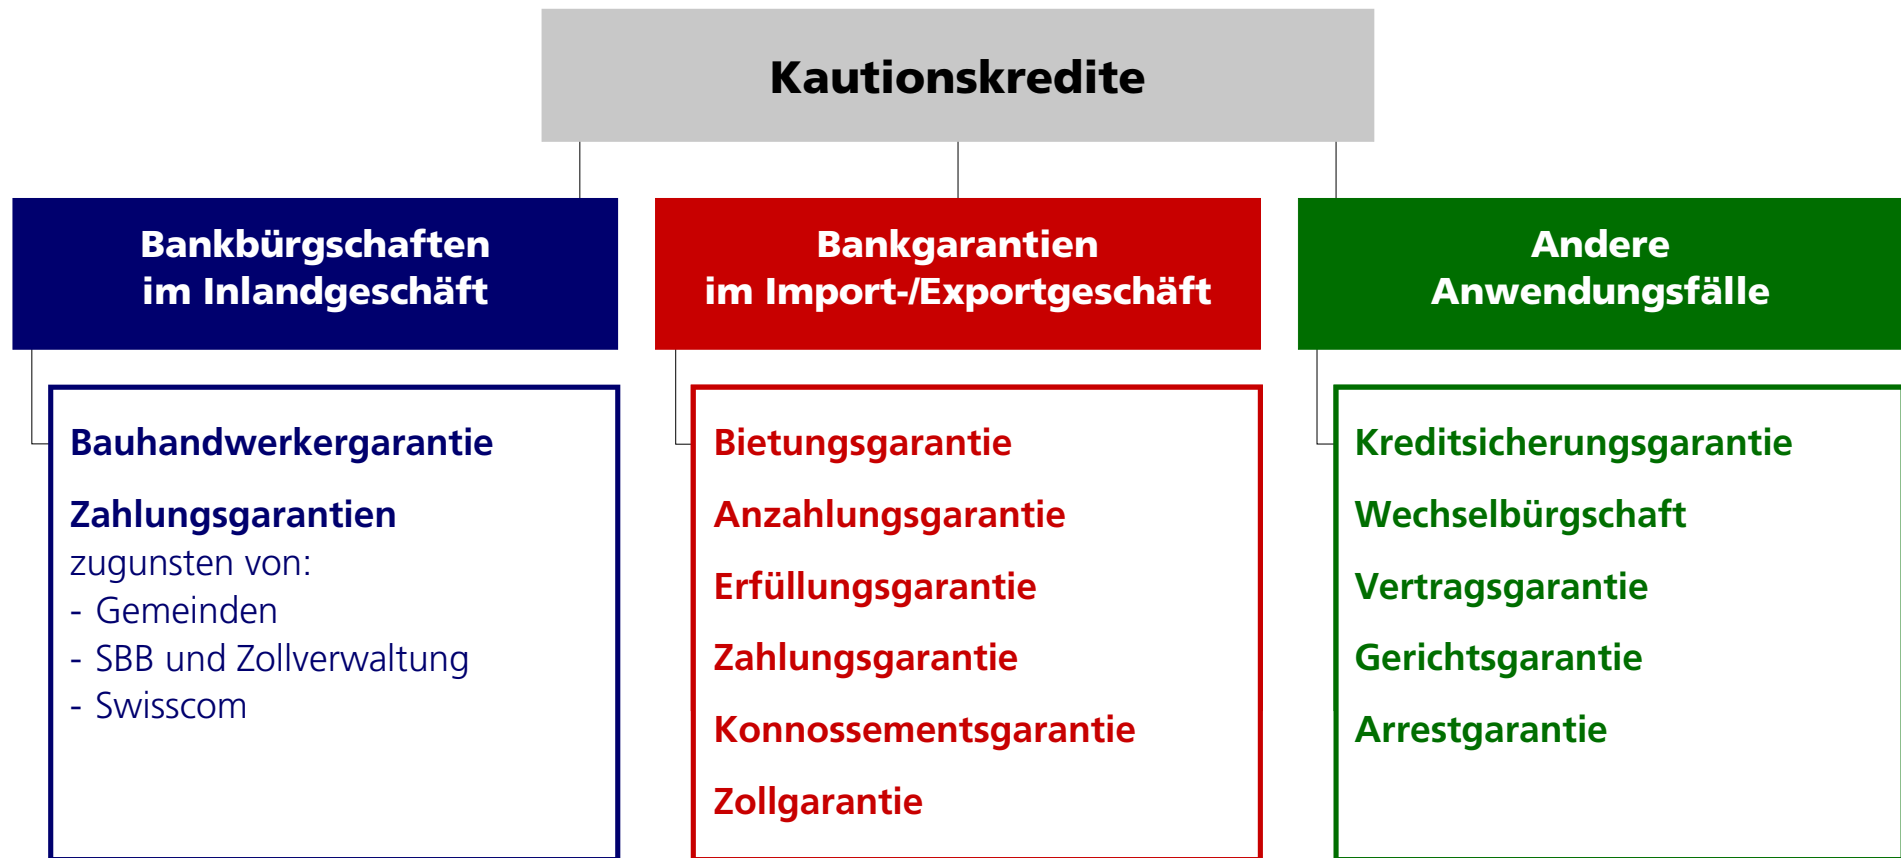 Kautionskredite
Bankbürgschaften
im Inlandgeschäft
Bauhandwerkergarantie
Zahlungsgarantien
zugunsten von:
- Gemeinden
- SBB und Zollverwaltung
- Swisscom
Bankgarantien
im Import-/Exportgeschäft
Bietungsgarantie
Anzahlungsgarantie
Erfüllungsgarantie
Zahlungsgarantie
Konnossementsgarantie
Zollgarantie
Andere
Anwendungsfälle
Kreditsicherungsgarantie
Wechselbürgschaft
Vertragsgarantie
Gerichtsgarantie
Arrestgarantie